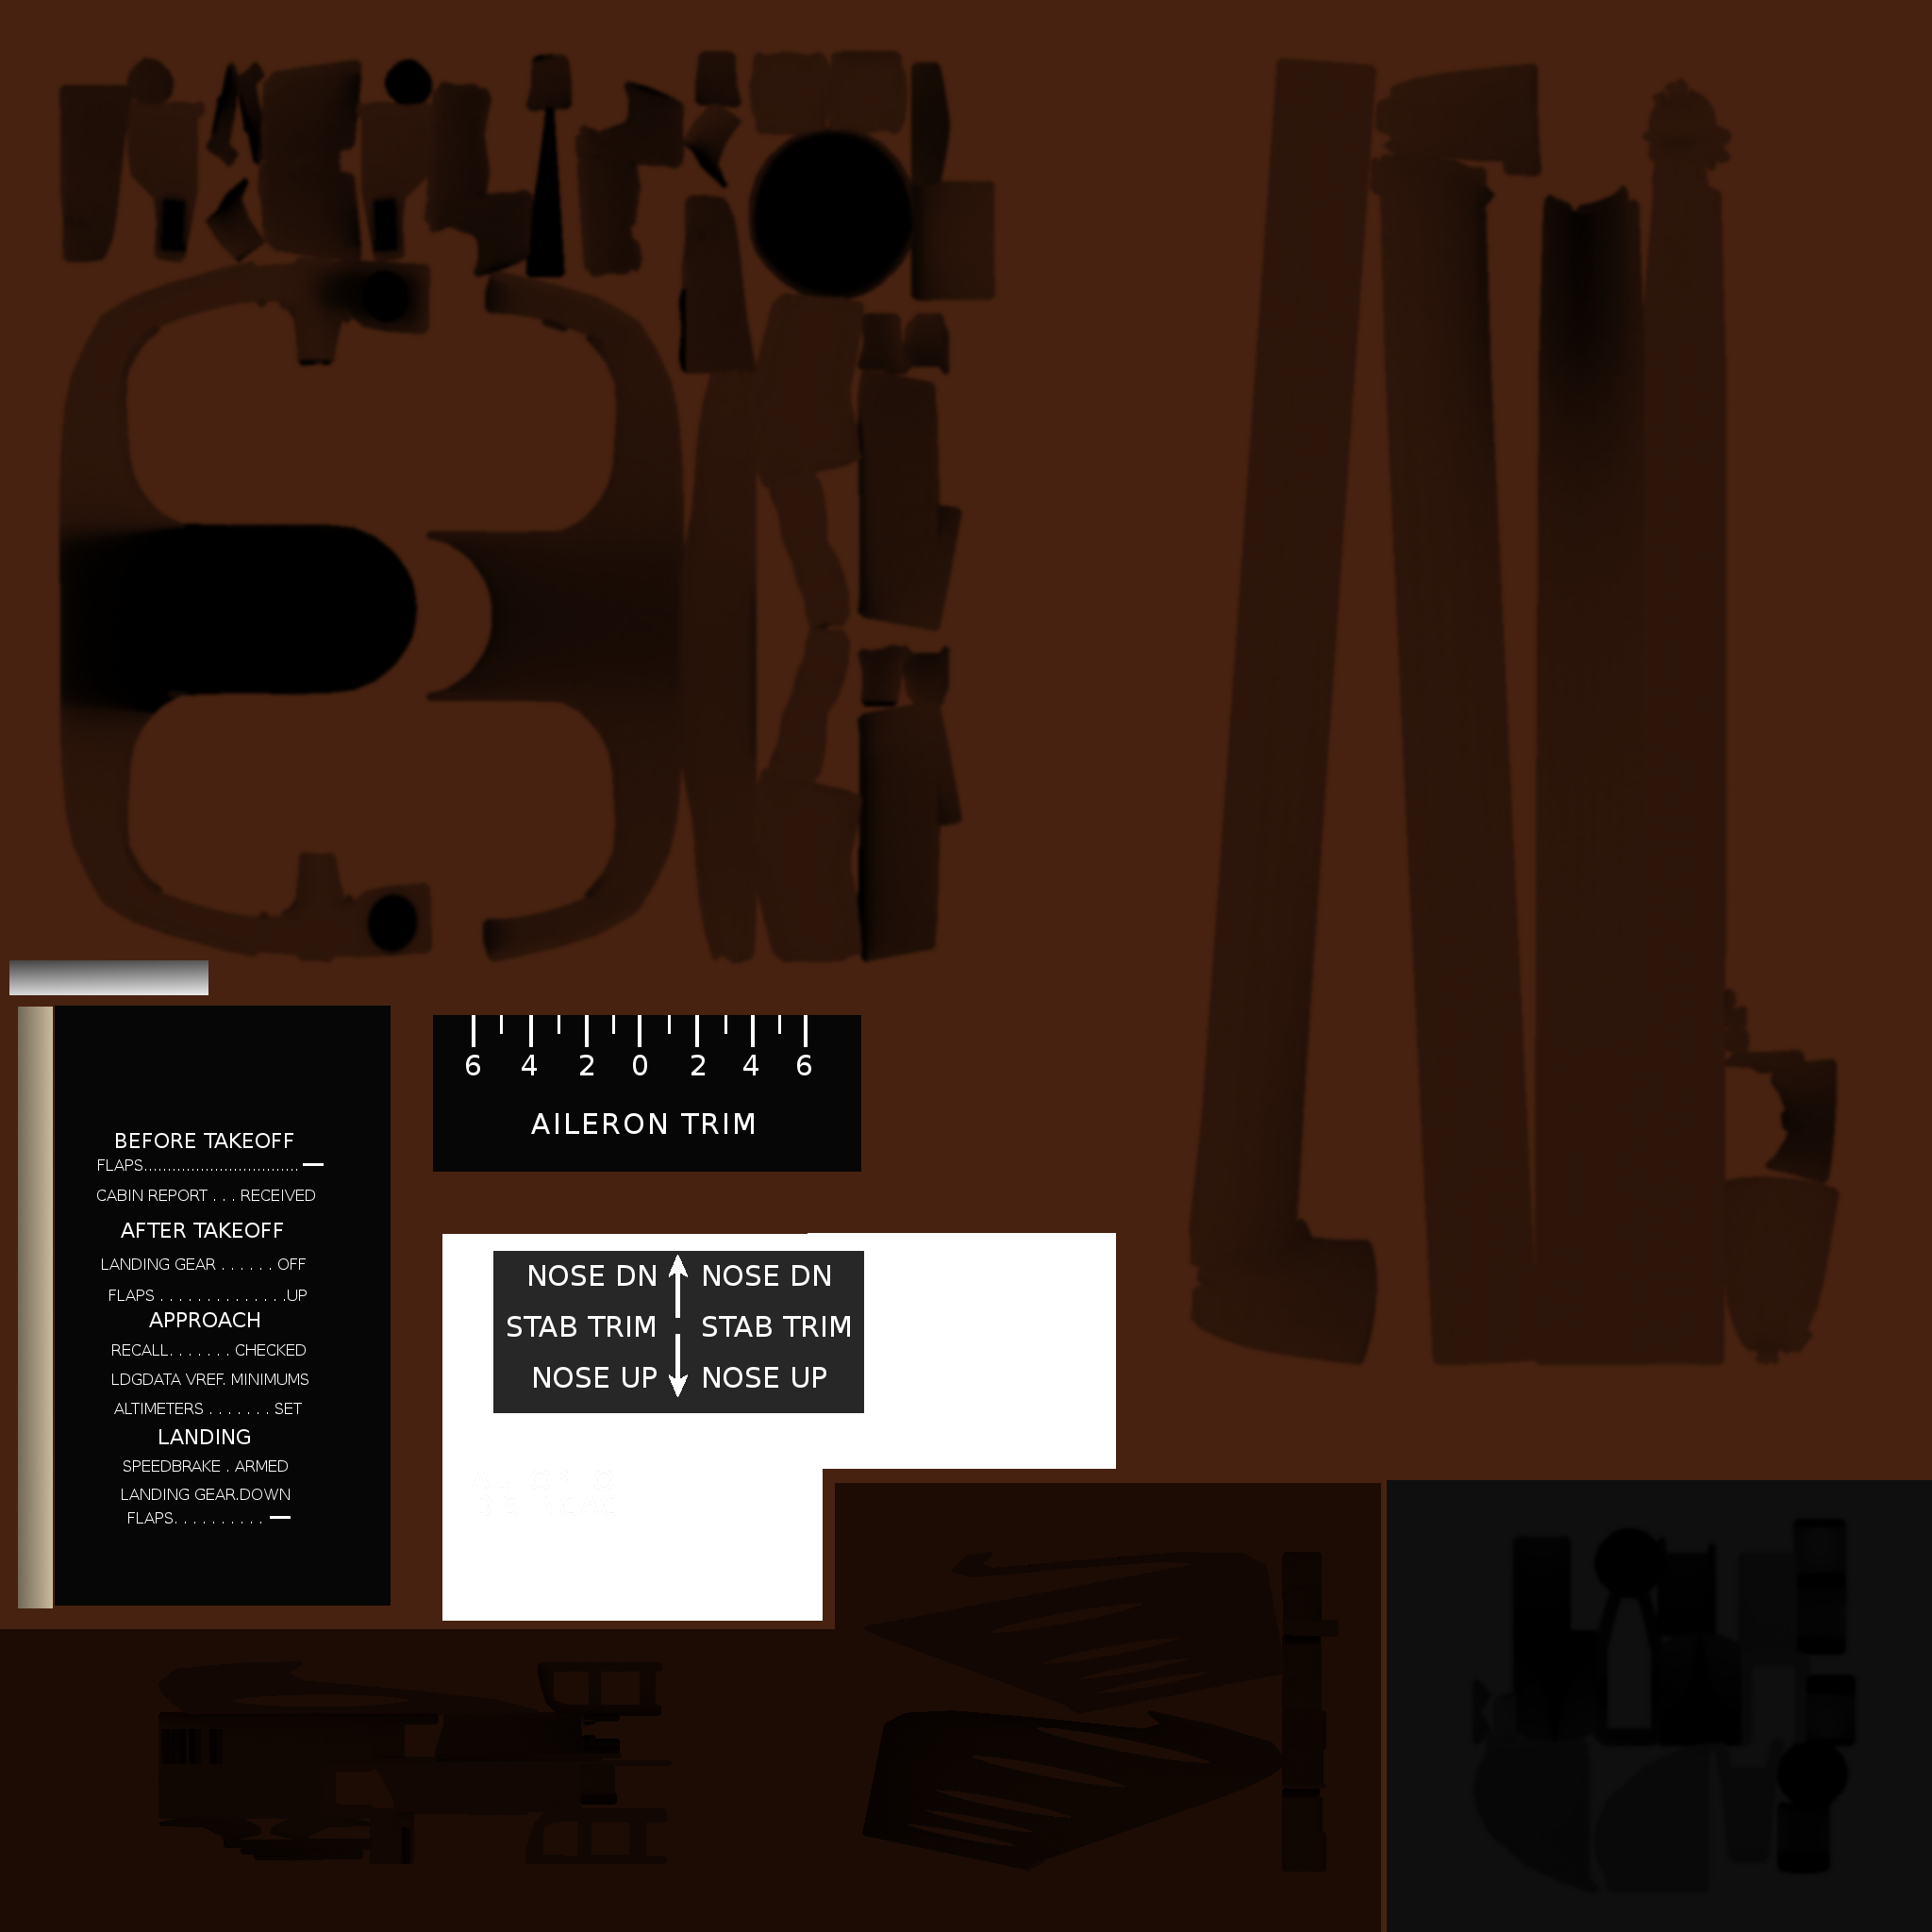 6 4 2 0 2 4 6
AILERON TRIM
BEFORE TAKEOFF
FLAPS.................................
CABIN REPORT . . . RECEIVED
AFTER TAKEOFF
LANDING GEAR . . . . . . OFF
FLAPS . . . . . . . . . . . . . .UP
APPROACH
RECALL. . . . . . . CHECKED
LDGDATA VREF. MINIMUMS
ALTIMETERS . . . . . . . SET
LANDING
SPEEDBRAKE . ARMED
LANDING GEAR.DOWN
FLAPS. . . . . . . . . .
NOSE DN NOSE DN
STAB TRIM STAB TRIM
NOSE UP NOSE UP